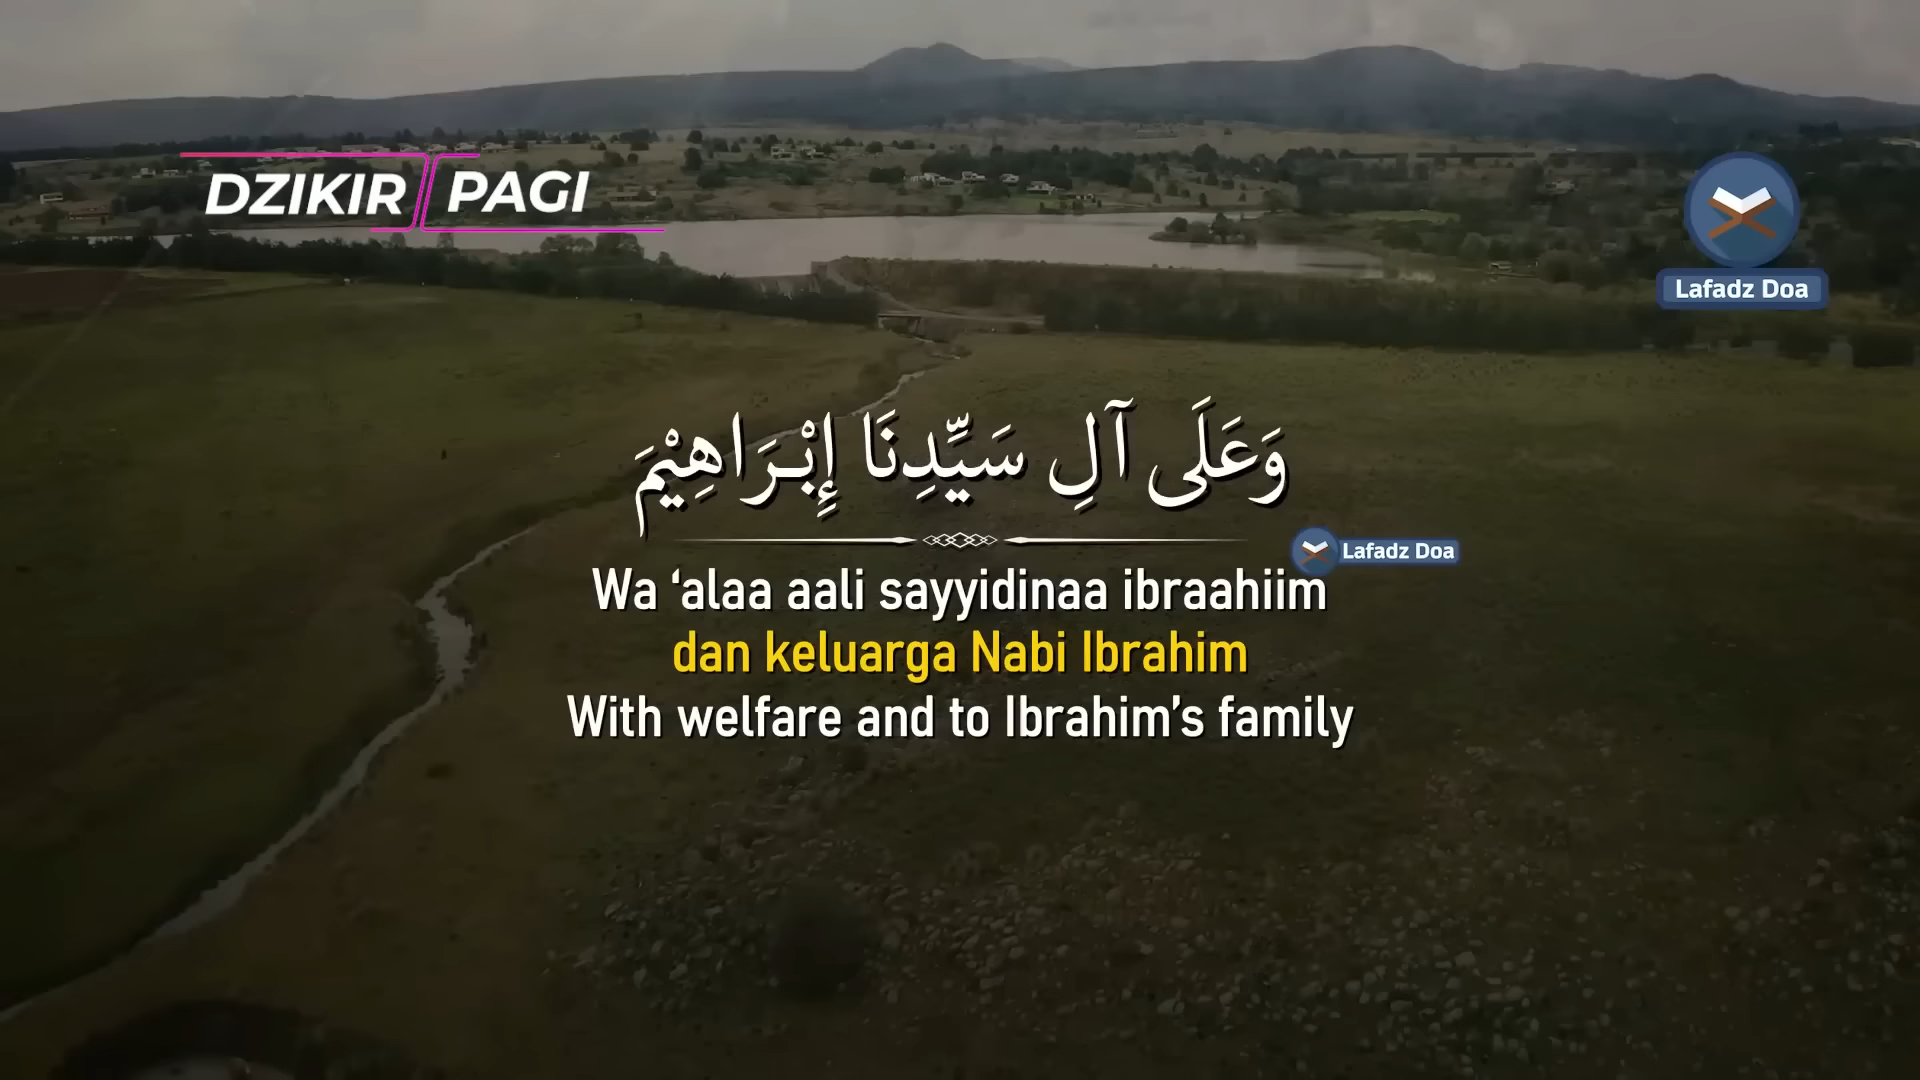 DZIKIR PAGI
Lafadz Doa
وَعَلَى آلِ سَيِّدِنَا إِبْرَاهِيْمَ
Lafadz Doa
Wa ‘alaa aali sayyidinaa ibraahiim
dan keluarga Nabi Ibrahim
With welfare and to Ibrahim’s family